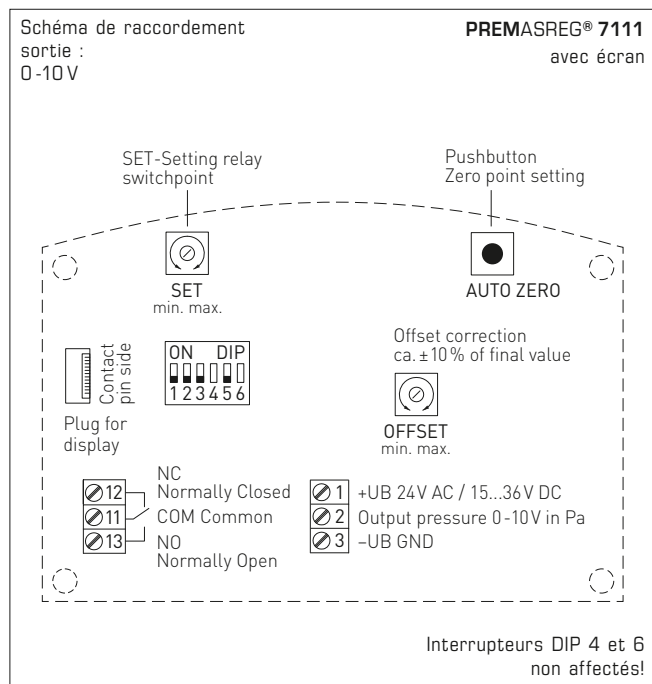 Schéma de raccordement
sortie :
0 -10 V
PREMASREG® 7111
avec écran
SET-Setting relay
switchpoint
Pushbutton
Zero point setting
SET
min. max.
AUTO ZERO
Contact
pin side
Plug for
display
ON DIP
1 2 3 4 5 6
Offset correction
ca. ± 10 % of final value
OFFSET
min. max.
NC
12 Normally Closed
11 COM Common
13 NO
Normally Open
1 +UB 24 V AC / 15...36 V DC
2 Output pressure 0 -10 V in Pa
3 –UB GND
Interrupteurs DIP 4 et 6
non affectés!